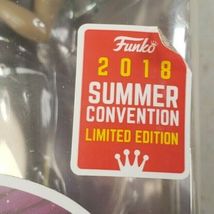 Funko
2018
SUMMER
CONVENTION
LIMITED EDITION